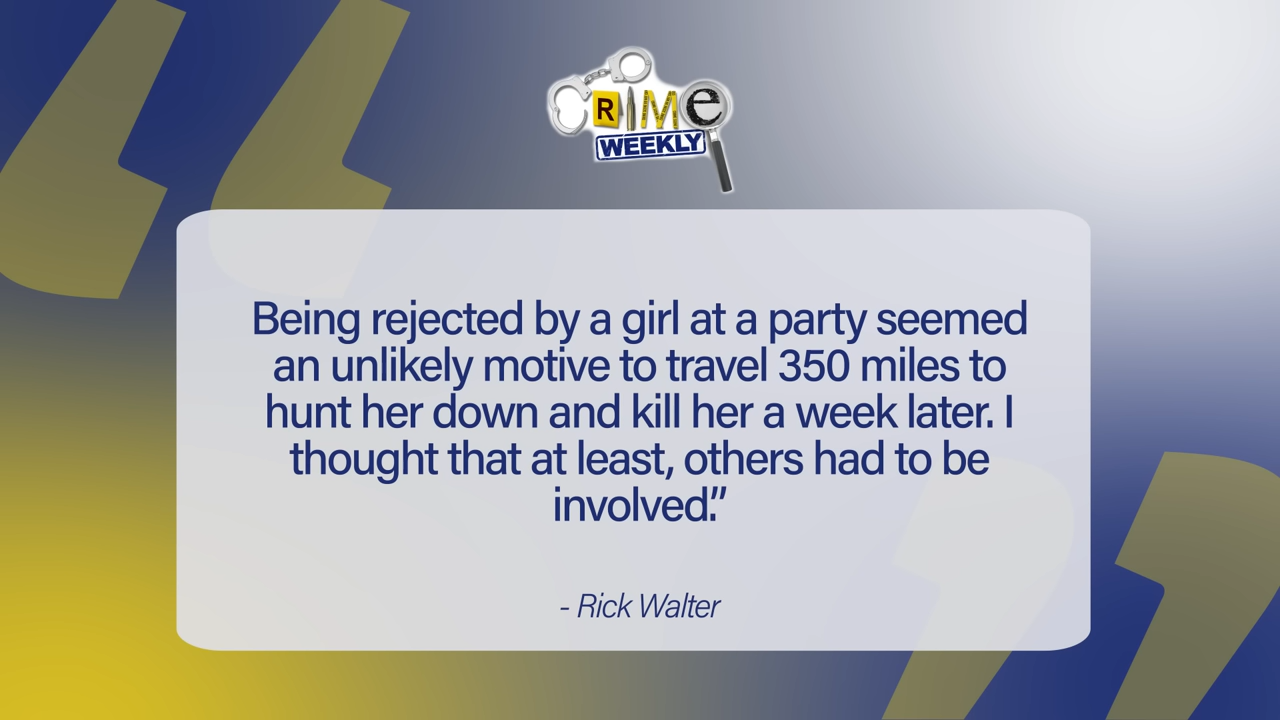 CRIMe
WEEKLY
Being rejected by a girl at a party seemed
an unlikely motive to travel 350 miles to
hunt her down and kill her a week later. I
thought that at least, others had to be
involved.”
- Rick Walter